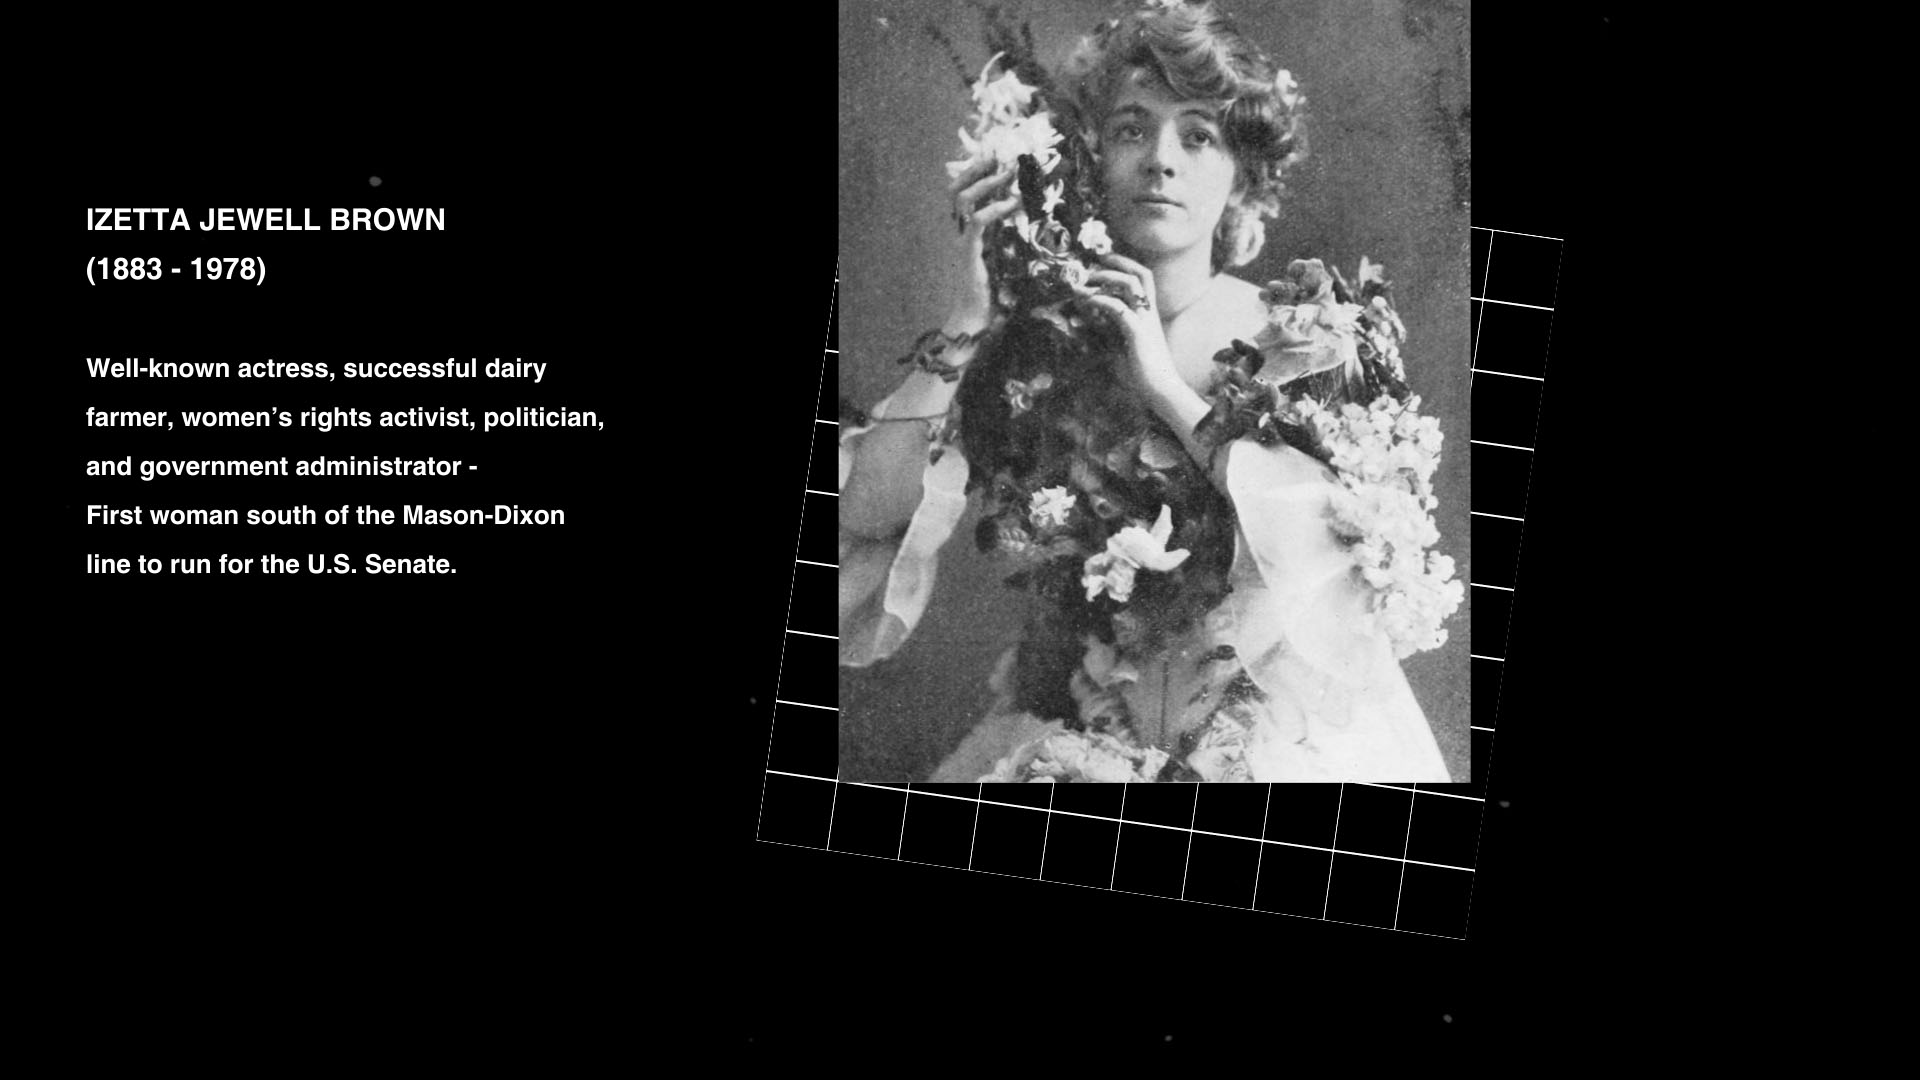 IZETTA JEWELL BROWN
(1883 - 1978)
Well-known actress, successful dairy
farmer, women’s rights activist, politician,
and government administrator -
First woman south of the Mason-Dixon
line to run for the U.S. Senate.